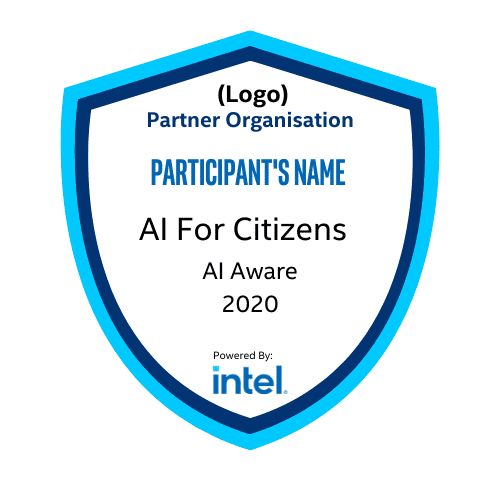 (Logo)
Partner Organisation
PARTICIPANT'S NAME
AI For Citizens
AI Aware
2020
Powered By:
intel.